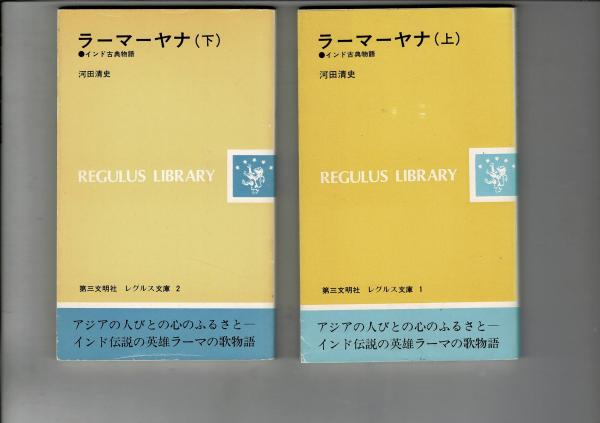 ラーマーヤナ(下)
●インド古典物語
河田清史
REGULUS LIBRARY
第三文明社 レグルス文庫 2
アジアの人びとの心のふるさと―
インド伝説の英雄ラーマの歌物語
ラーマーヤナ(上)
●インド古典物語
河田清史
REGULUS LIBRARY
第三文明社 レグルス文庫 1
アジアの人びとの心のふるさと―
インド伝説の英雄ラーマの歌物語